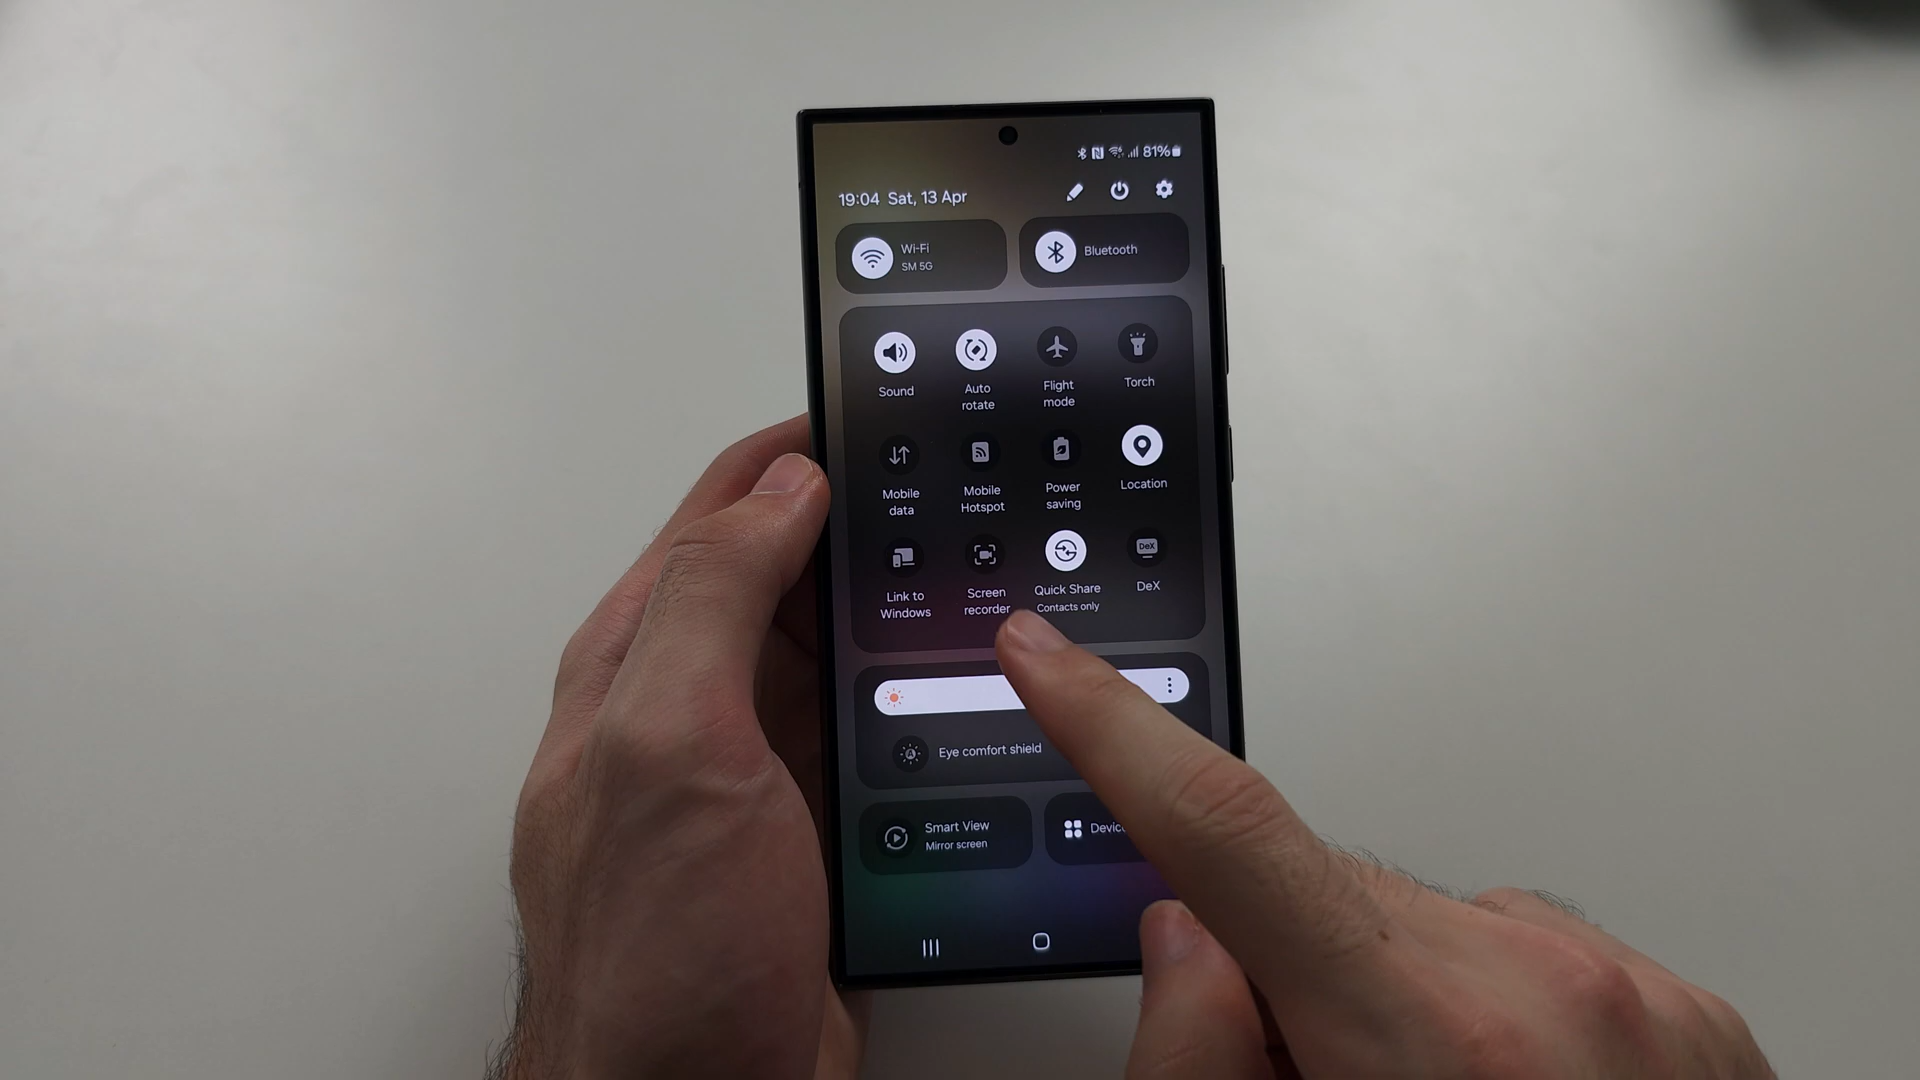 81%
19:04 Sat, 13 Apr
Wi-Fi
SM 5G
Bluetooth
Sound
Auto
rotate
Flight
mode
Torch
Mobile
data
Mobile
Hotspot
Power
saving
Location
Link to
Windows
Screen
recorder
Quick Share
Contacts only
DeX
DeX
Eye comfort shield
Smart View
Mirror screen